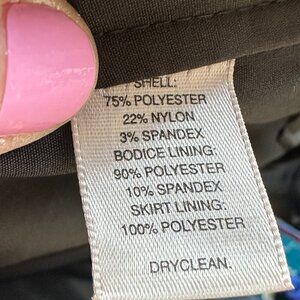 SHELL:
75% POLYESTER
22% NYLON
3% SPANDEX
BODICE LINING:
90% POLYESTER
10% SPANDEX
SKIRT LINING:
100% POLYESTER
DRYCLEAN.